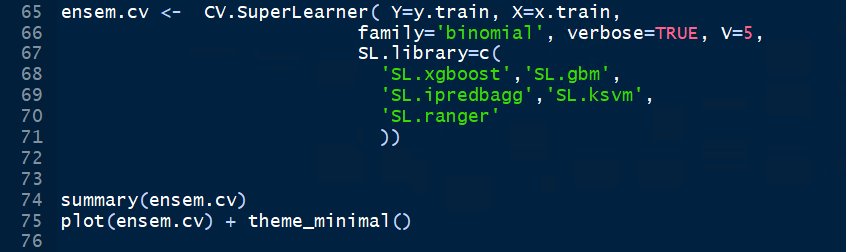 65 ensem.cv <-  CV.SuperLearner( Y=y.train, X=x.train,
66                          family='binomial', verbose=TRUE, V=5,
67                          SL.library=c(
68                            'SL.xgboost','SL.gbm',
69                            'SL.ipredbagg','SL.ksvm',
70                            'SL.ranger'
71                            ))
72
73
74 summary(ensem.cv)
75 plot(ensem.cv) + theme_minimal()
76